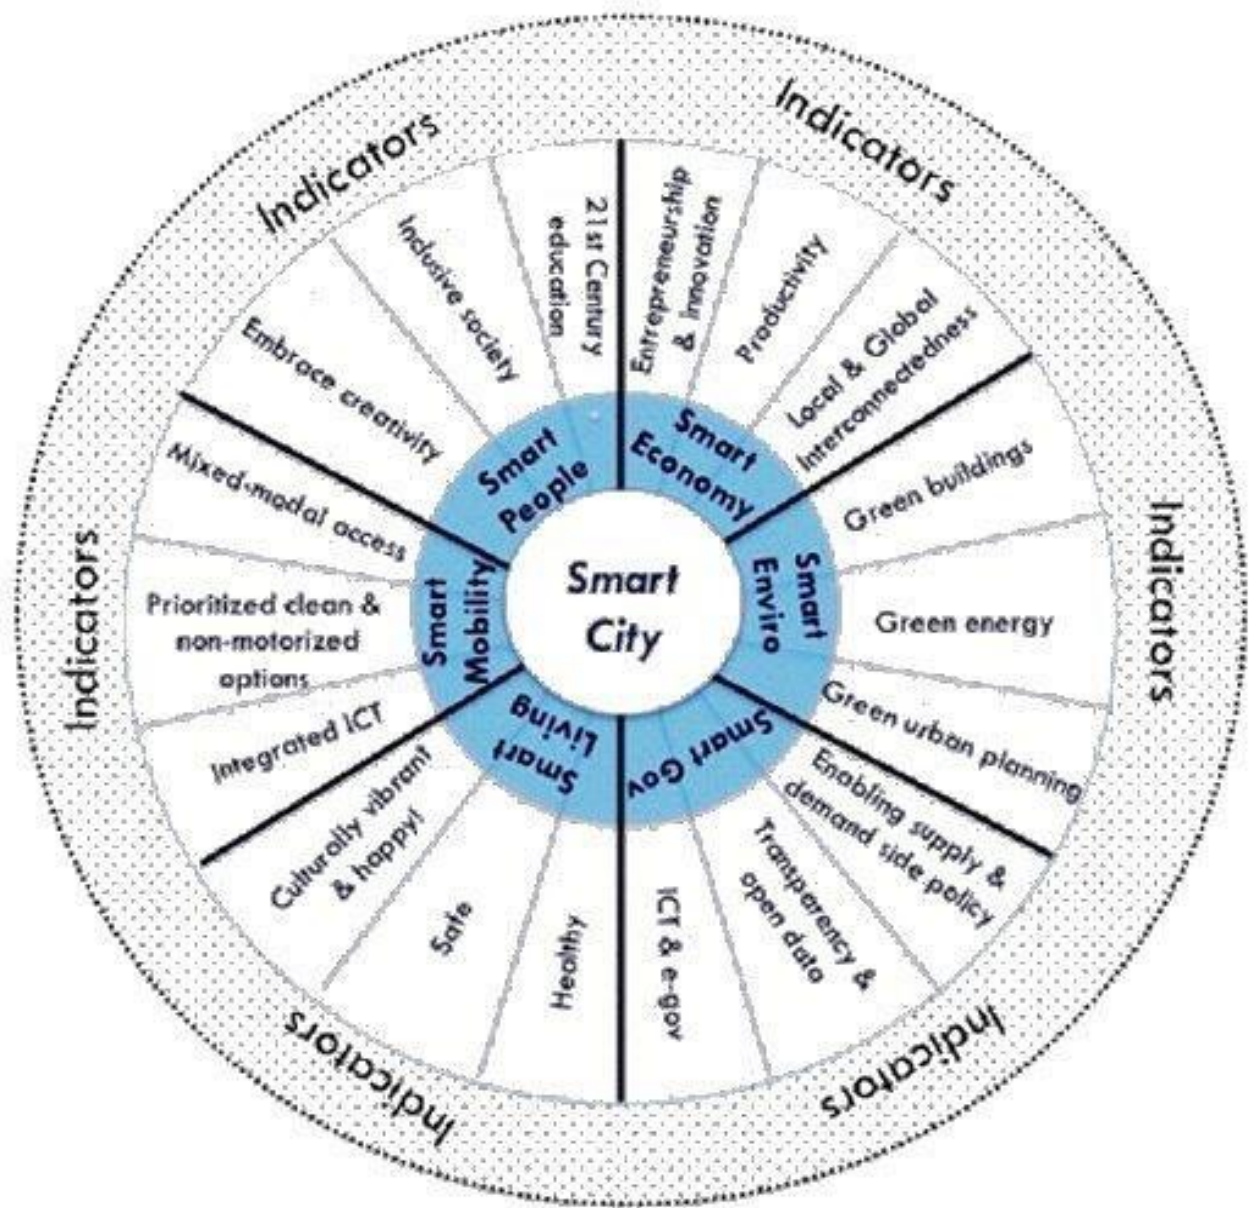 Smart
City
Smart
Economy
Entrepreneurship
& Innovation
Productivity
Local & Global
Interconnectedness
Indicators
Smart
Enviro
Green buildings
Green energy
Green urban planning
Indicators
Smart Gov
Enabling supply &
demand side policy
Transparency &
open data
ICT & e-gov
Indicators
Smart
Living
Healthy
Safe
Culturally vibrant
& happy!
Indicators
Smart
Mobility
Integrated ICT
Prioritized clean &
non-motorized
options
Mixed-modal access
Indicators
Smart
People
Embrace creativity
Inclusive society
21st Century
education
Indicators